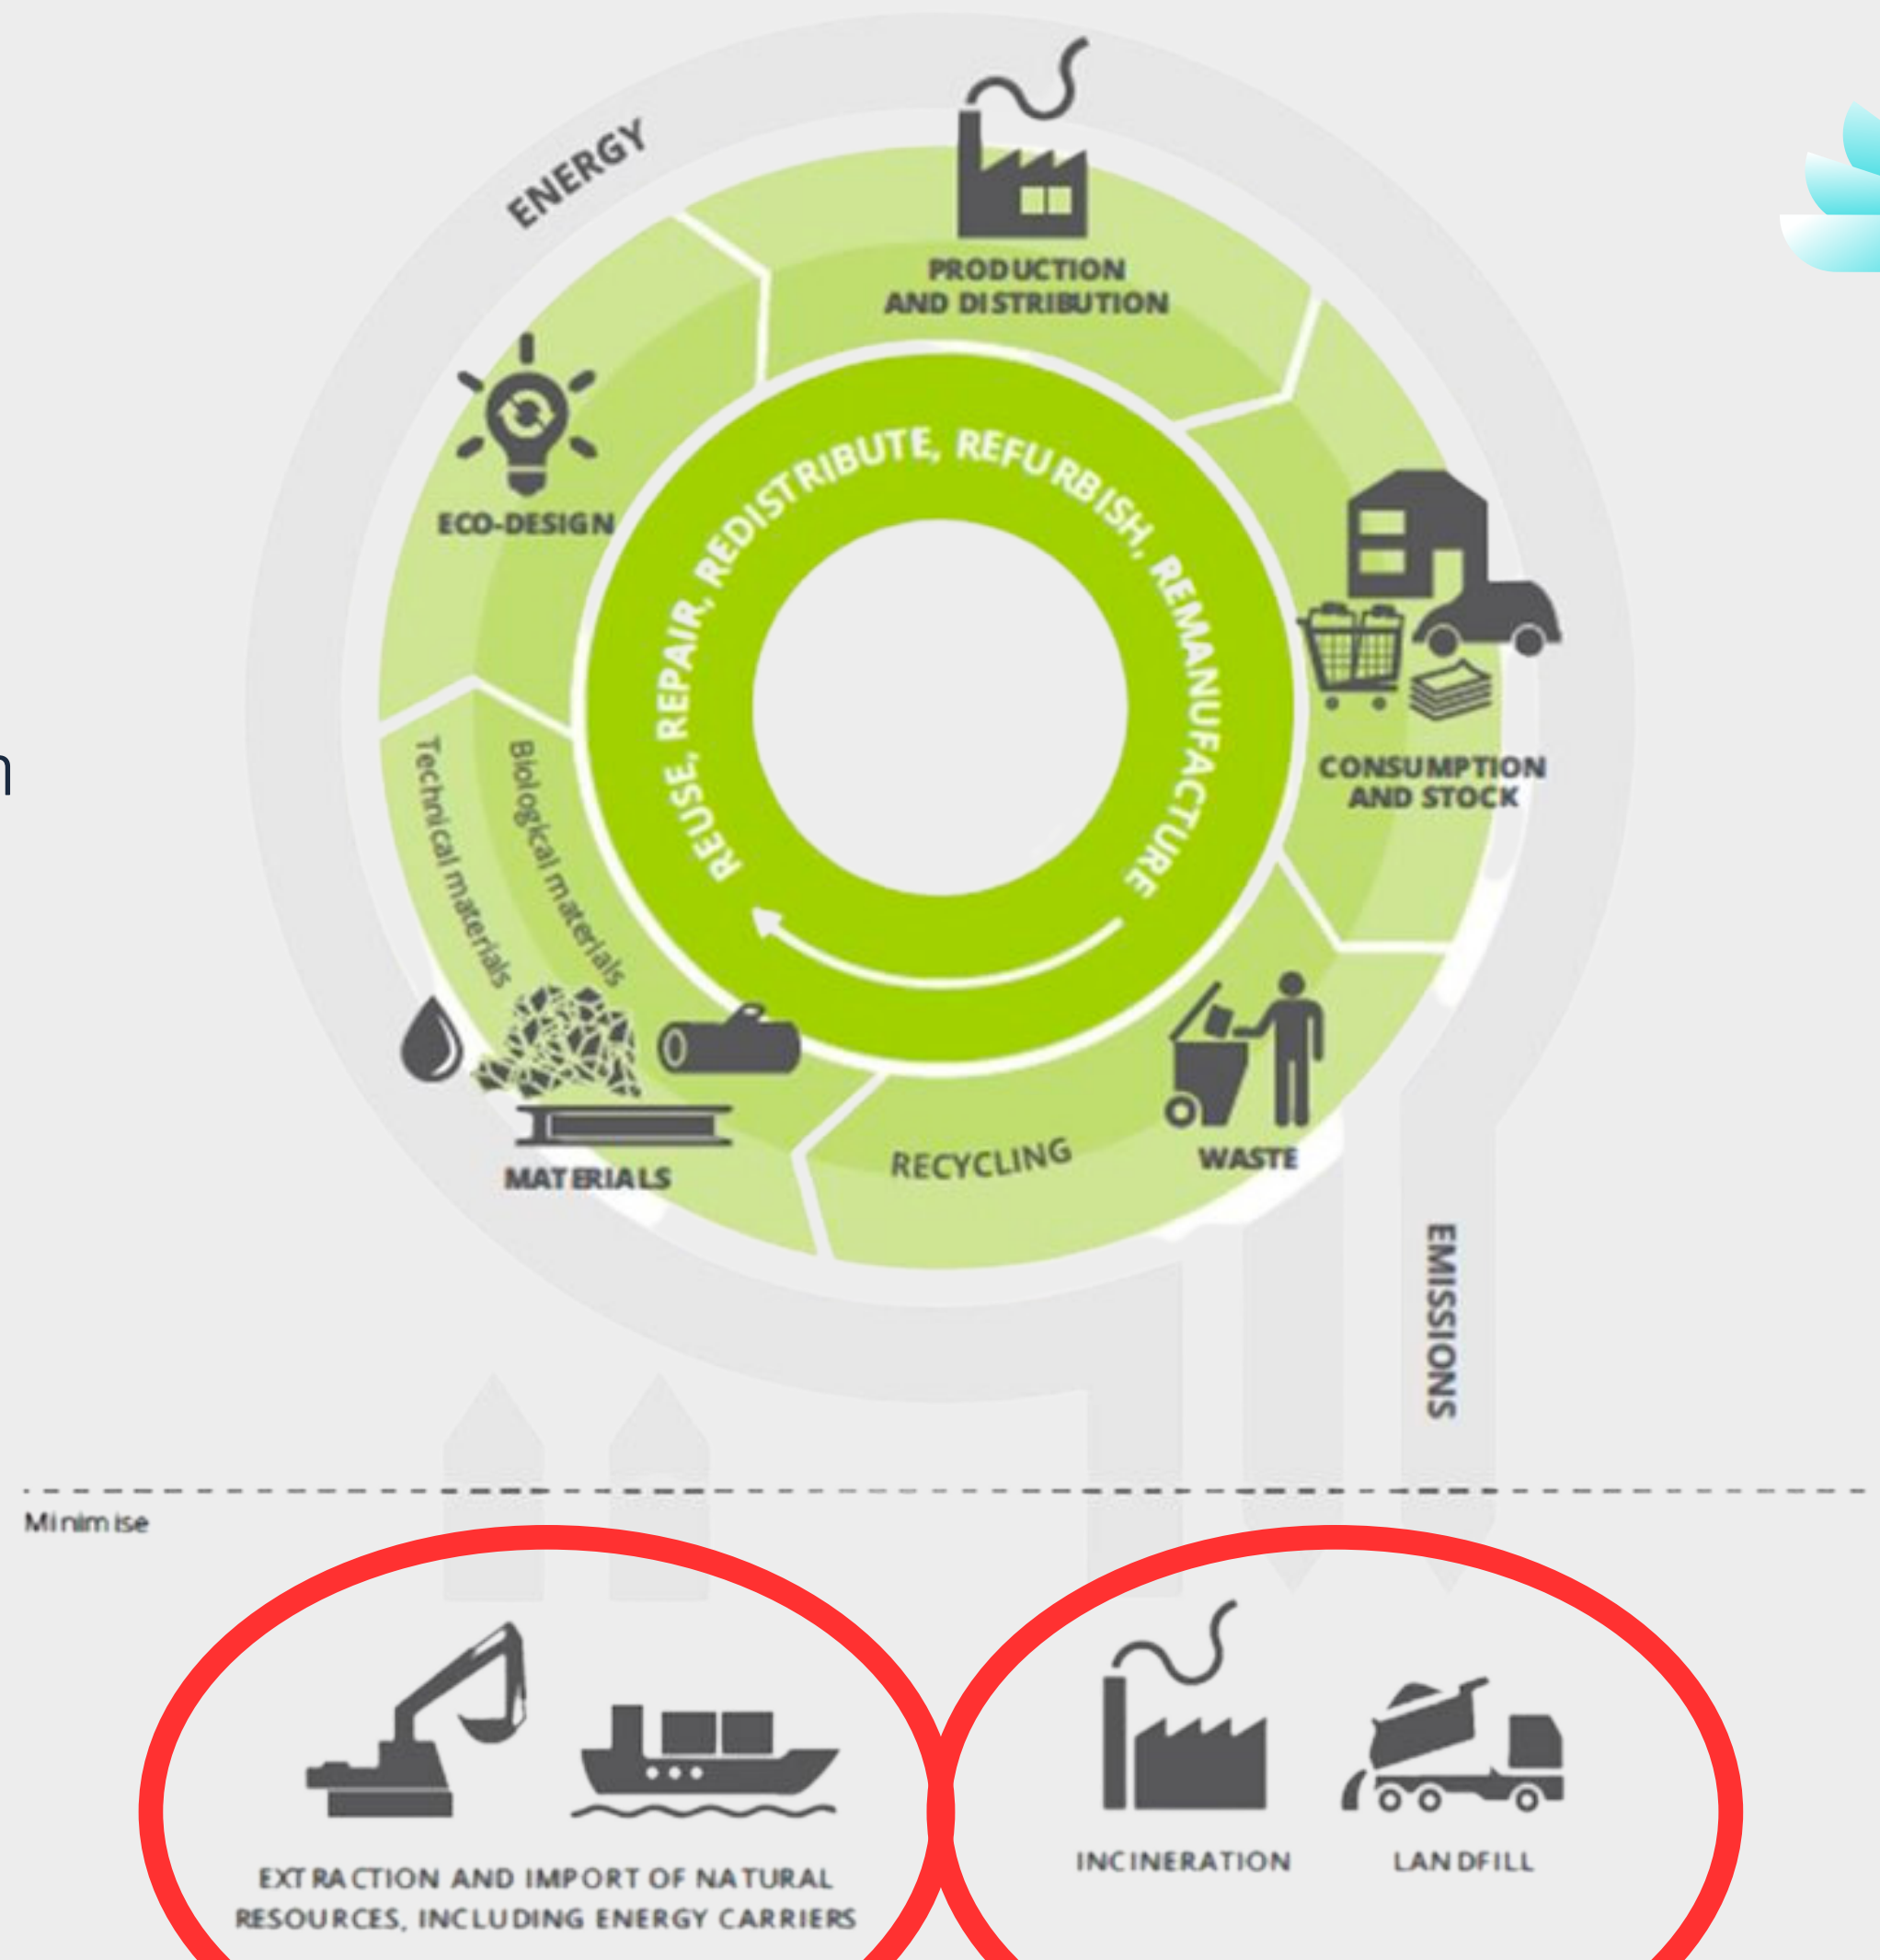 ENERGY
PRODUCTION
AND DISTRIBUTION
ECO-DESIGN
REUSE, REPAIR, REDISTRIBUTE, REFURBISH, REMANUFACTURE
CONSUMPTION
AND STOCK
n
Technical materials
Biological materials
MATERIALS
RECYCLING
WASTE
EMISSIONS
Minimise
EXTRACTION AND IMPORT OF NATURAL
RESOURCES, INCLUDING ENERGY CARRIERS
INCINERATION
LANDFILL